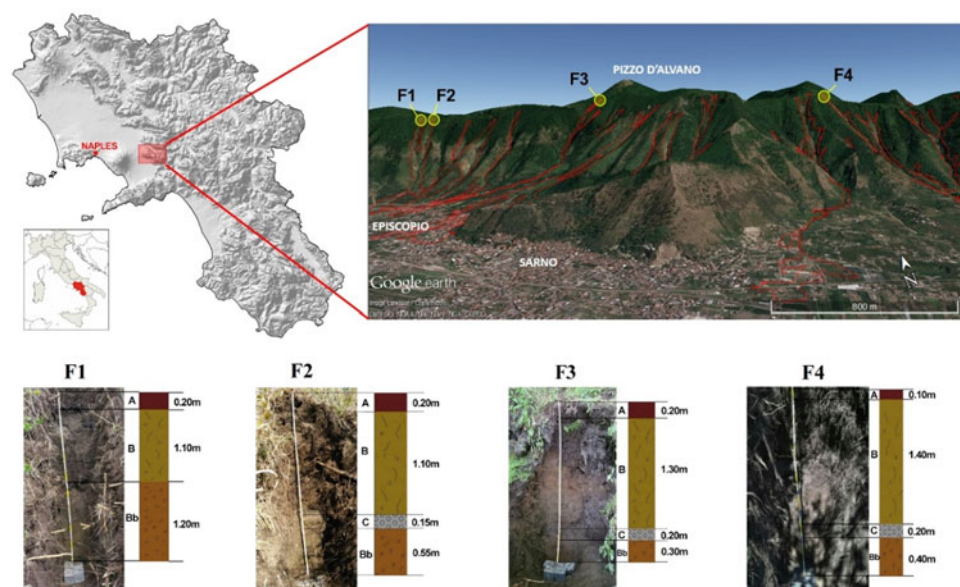 NAPLES
PIZZO D'ALVANO
F1
F2
F3
F4
EPISCOPIO
SARNO
Google earth
800 m
N
F1
A
0.20m
B
1.10m
Bb
1.20m
F2
A
0.20m
B
1.10m
C
0.15m
Bb
0.55m
F3
A
0.20m
B
1.30m
C
0.20m
Bb
0.30m
F4
A
0.10m
B
1.40m
C
0.20m
Bb
0.40m